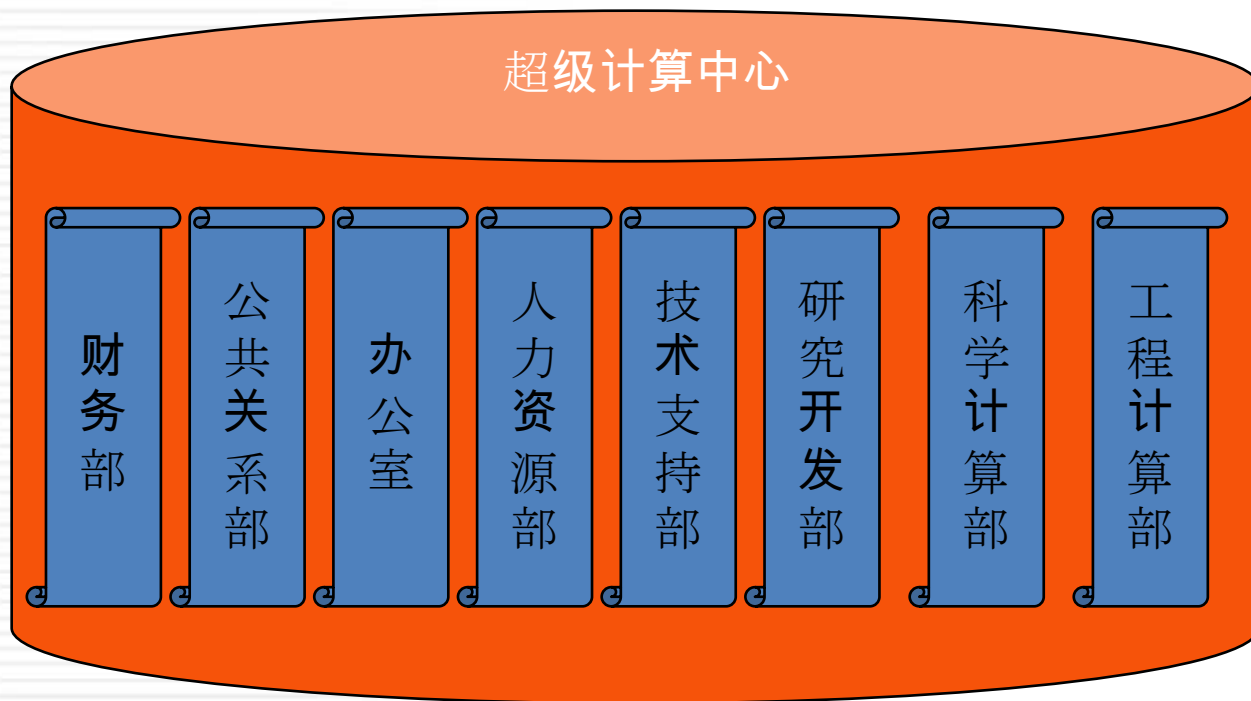 超级计算中心
财务部
公共关系部
办公室
人力资源部
技术支持部
研究开发部
科学计算部
工程计算部